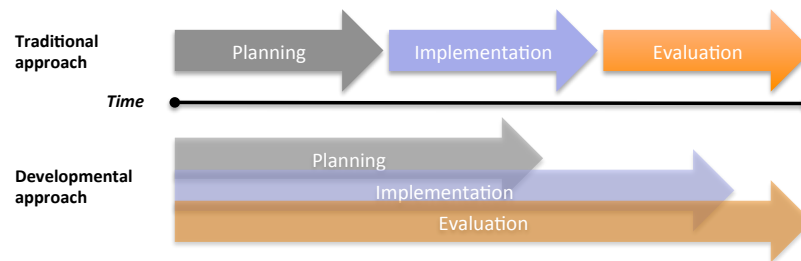 Traditional
approach
Planning
Implementation
Evaluation
Time
Developmental
approach
Planning
Implementation
Evaluation